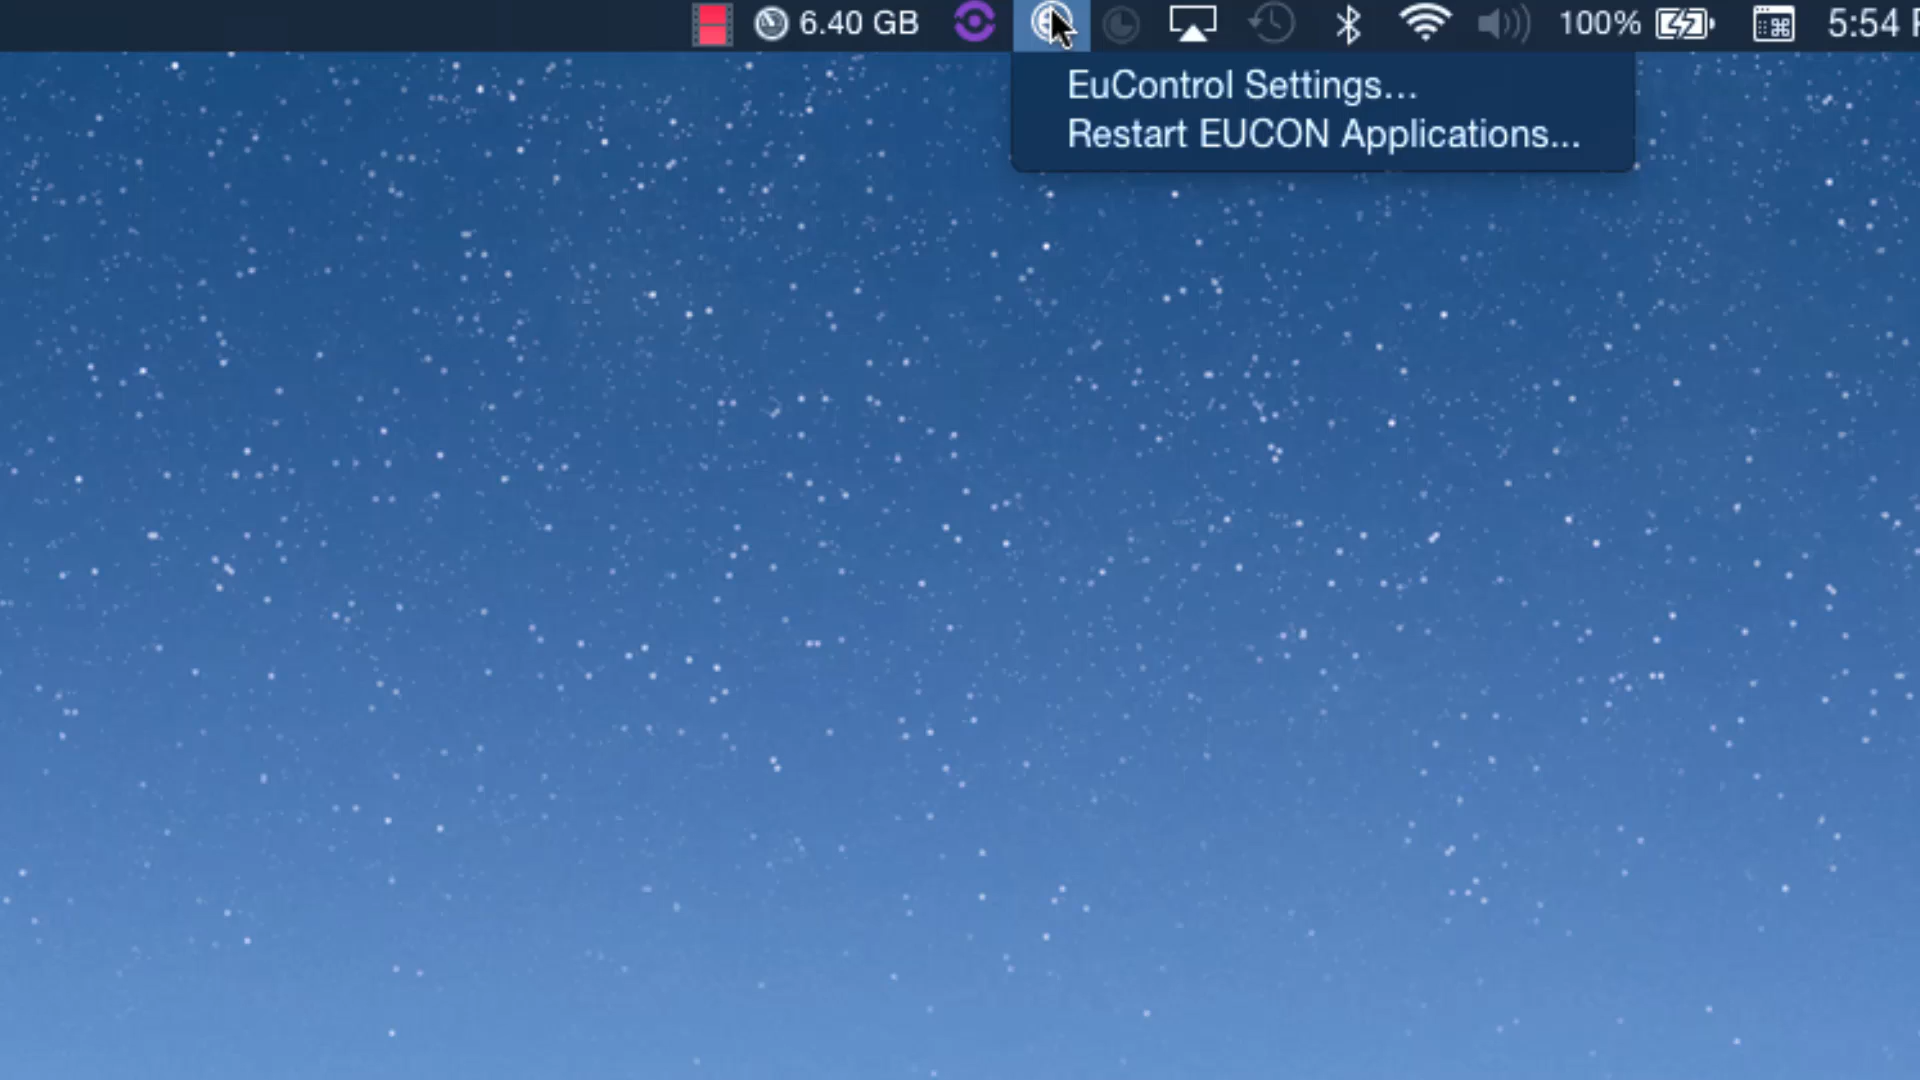 6.40 GB 100% 5:54
EuControl Settings...
Restart EUCON Applications...